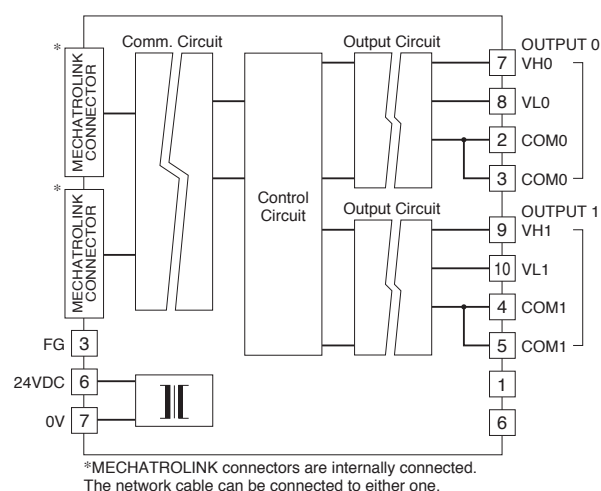 Comm. Circuit
Output Circuit
OUTPUT 0
*
MECHATROLINK
CONNECTOR
7 VH0
8 VL0
2 COM0
3 COM0
Control
Circuit
*
MECHATROLINK
CONNECTOR
Output Circuit
OUTPUT 1
9 VH1
10 VL1
4 COM1
5 COM1
FG 3
24VDC 6
0V 7
1
6
*MECHATROLINK connectors are internally connected.
The network cable can be connected to either one.